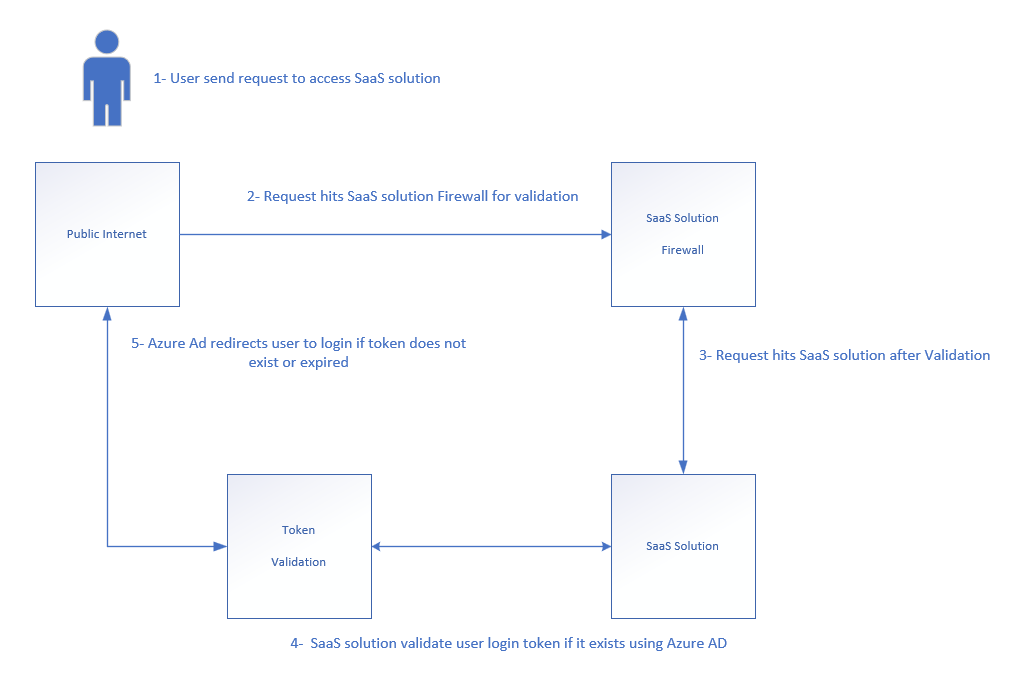 1- User send request to access SaaS solution
2- Request hits SaaS solution Firewall for validation
Public Internet
SaaS Solution
Firewall
5- Azure Ad redirects user to login if token does not
exist or expired
3- Request hits SaaS solution after Validation
Token
Validation
SaaS Solution
4- SaaS solution validate user login token if it exists using Azure AD